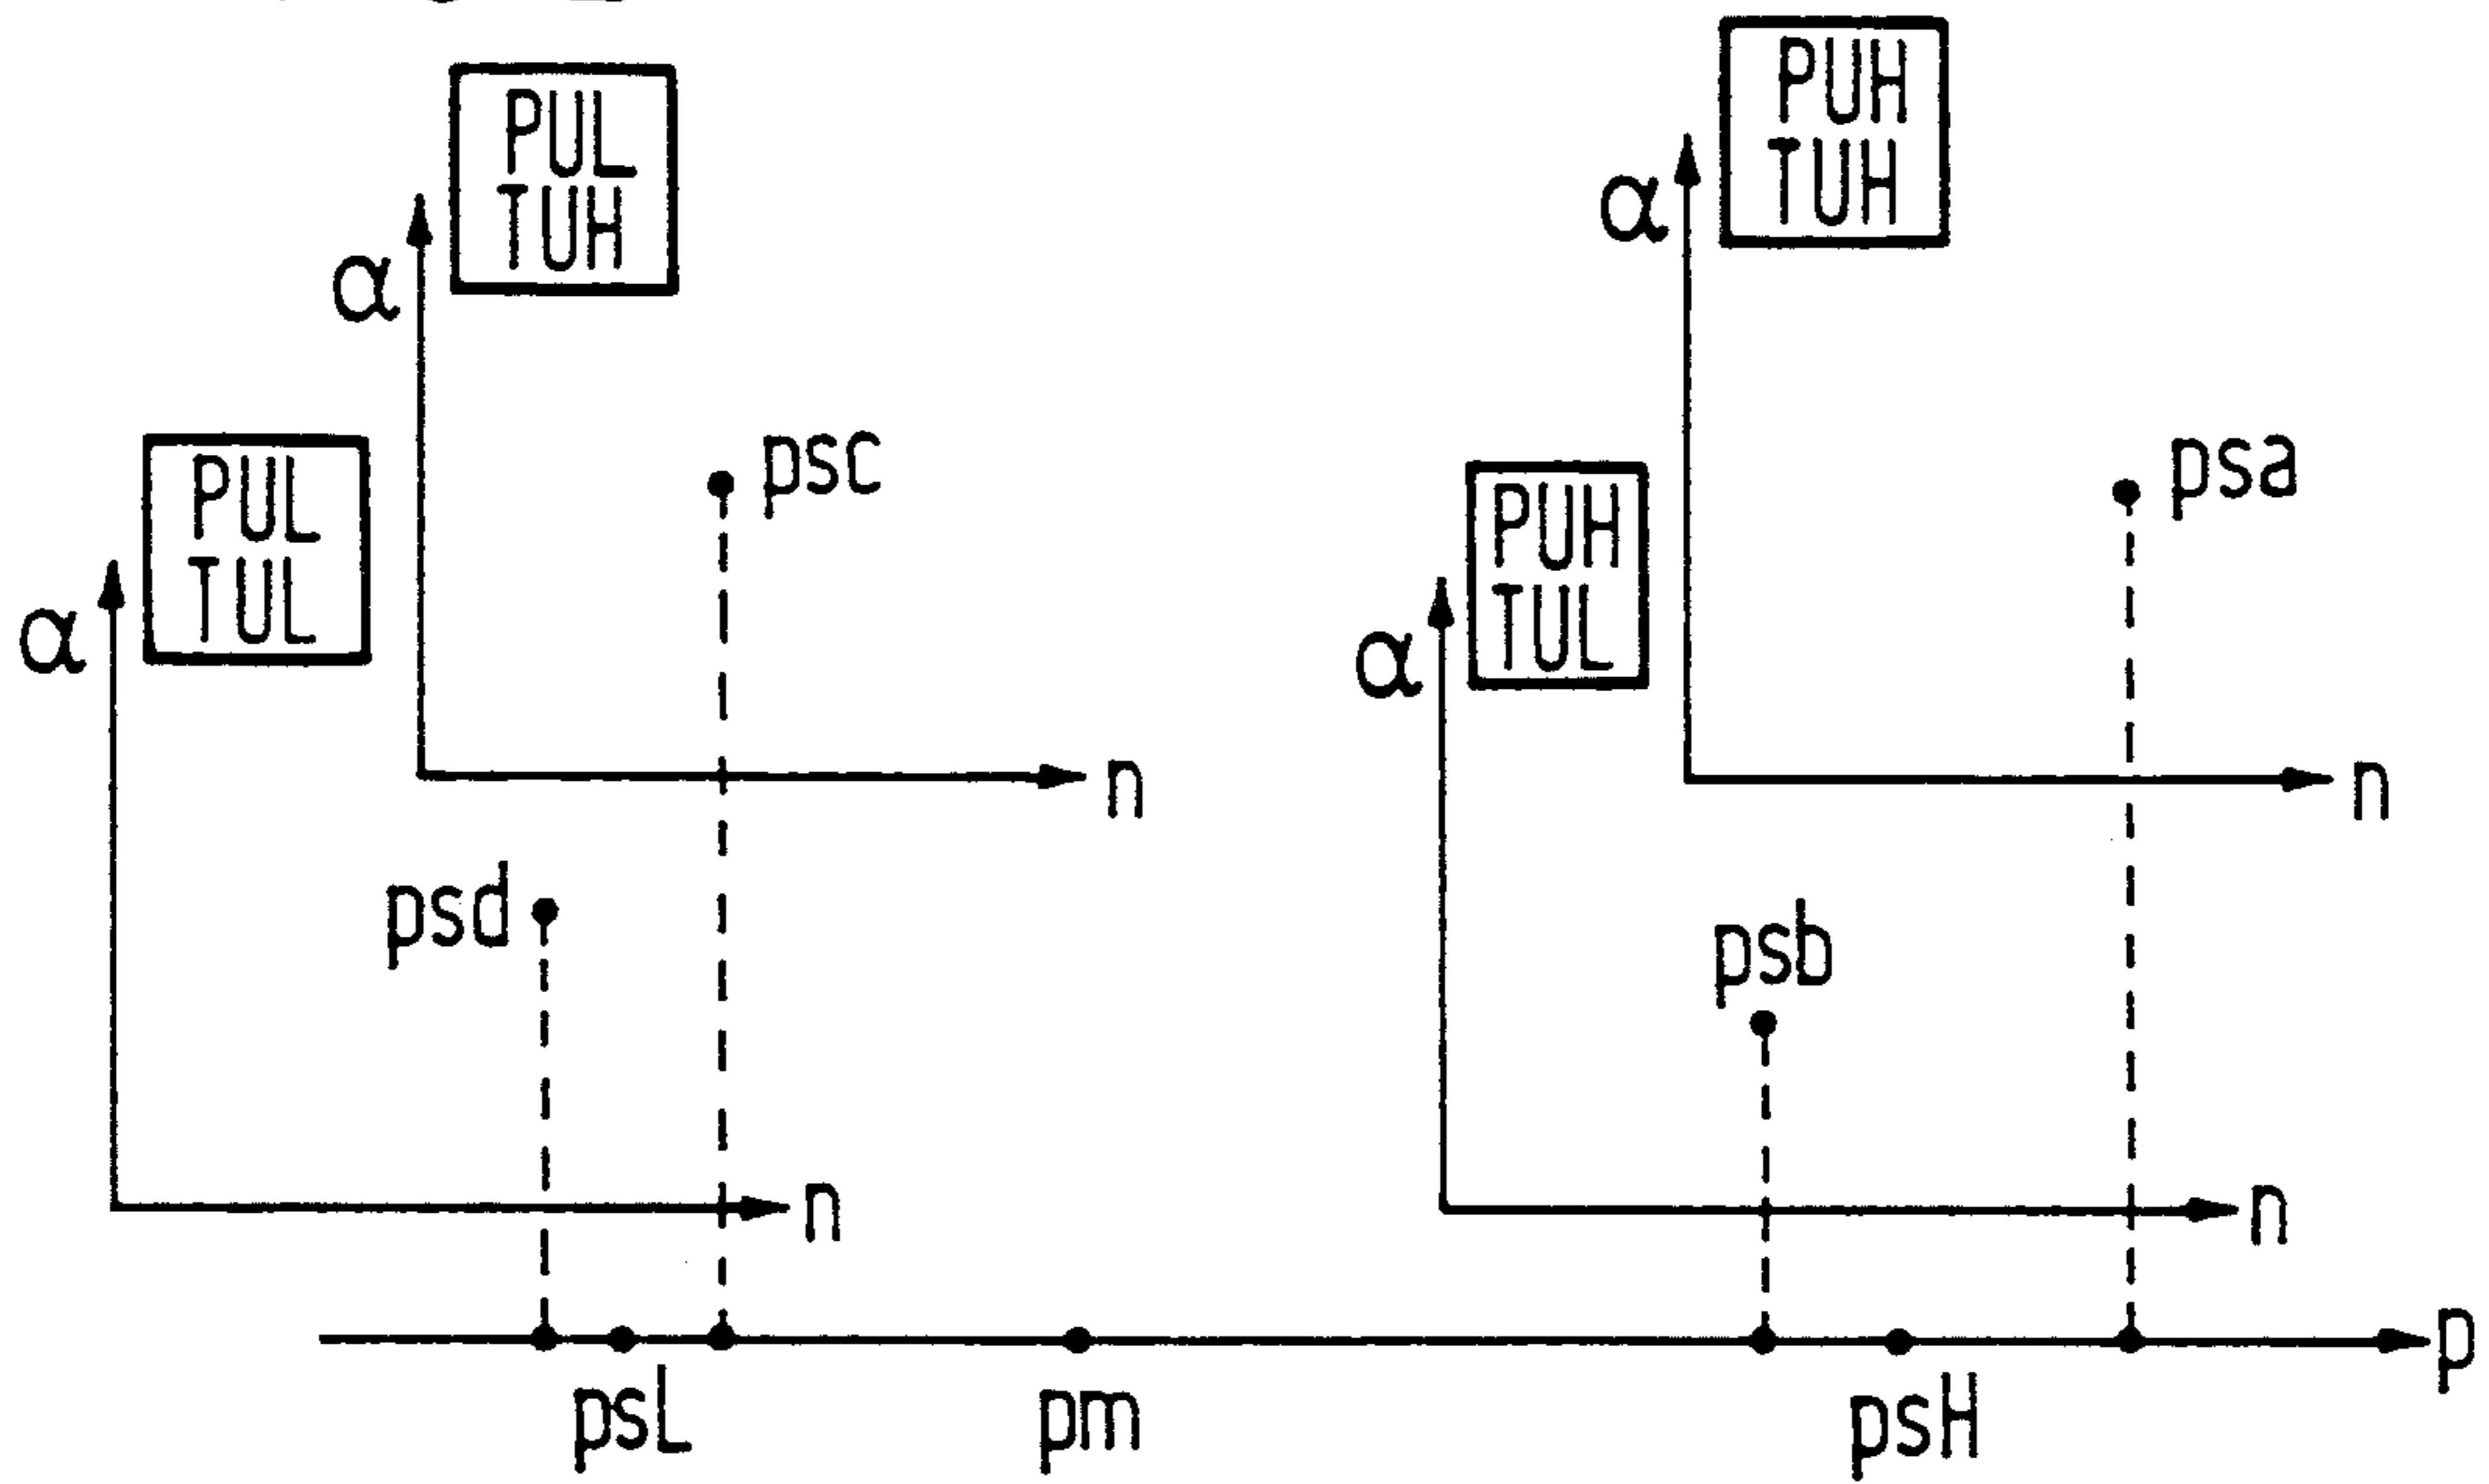 PUH
TUH
PUL
TUH
α
α
psc
psa
PUL
TUL
PUH
TUL
α
α
n
n
psd
psb
n
n
p
psL
pm
psH